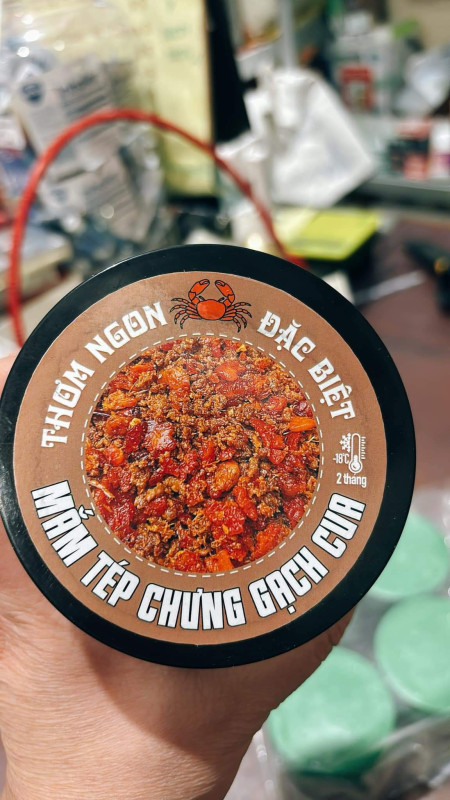 THƠM NGON ĐẶC BIỆT
-18°C
2 tháng
MẮM TÉP CHƯNG GẠCH CUA